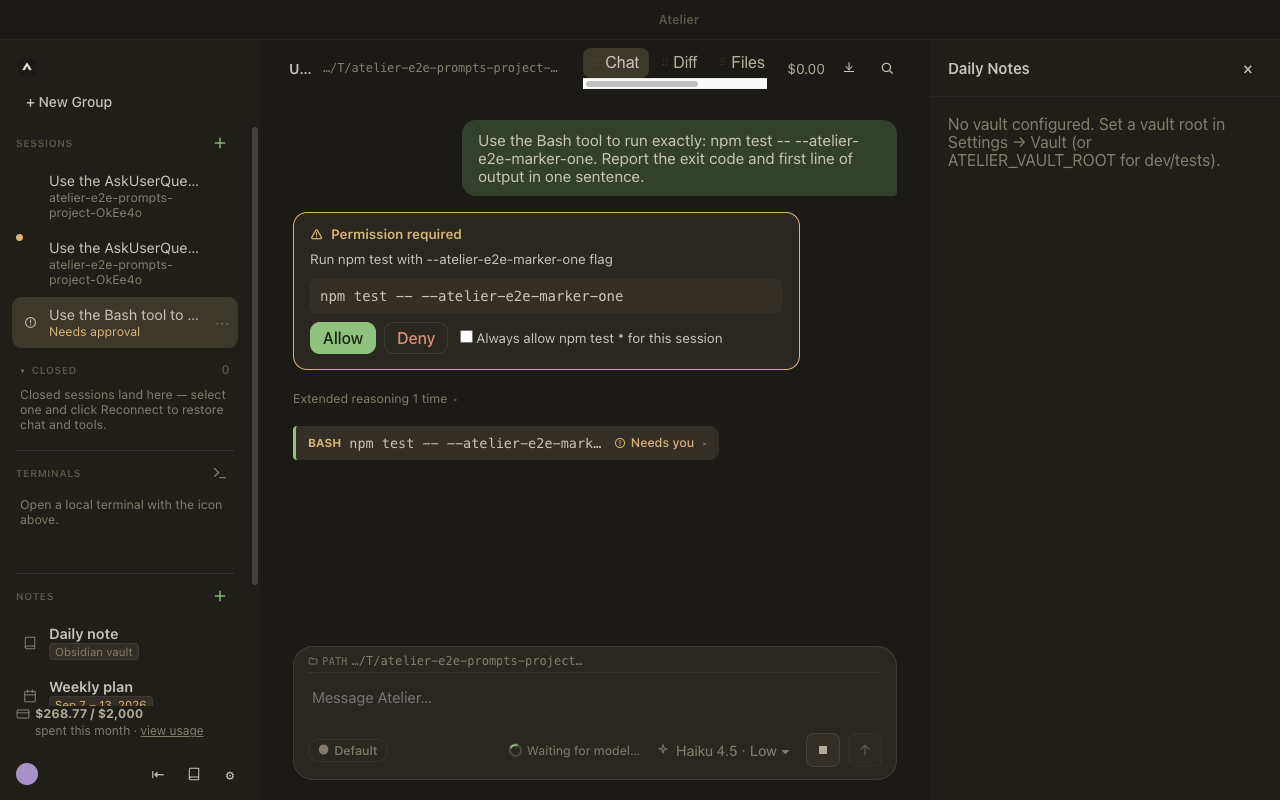 Atelier
+ New Group
SESSIONS
Use the AskUserQue...
atelier-e2e-prompts-
project-OkEe4o
Use the AskUserQue...
atelier-e2e-prompts-
project-OkEe4o
Use the Bash tool to ...
Needs approval
CLOSED 0
Closed sessions land here — select
one and click Reconnect to restore
chat and tools.
TERMINALS
Open a local terminal with the icon
above.
NOTES
Daily note
Obsidian vault
Weekly plan
Sep 7 – 13, 2026
$268.77 / $2,000
spent this month · view usage
U... …/T/atelier-e2e-prompts-project-…
Chat Diff Files $0.00
Use the Bash tool to run exactly: npm test -- --atelier-
e2e-marker-one. Report the exit code and first line of
output in one sentence.
Permission required
Run npm test with --atelier-e2e-marker-one flag
npm test -- --atelier-e2e-marker-one
Allow Deny Always allow npm test * for this session
Extended reasoning 1 time
BASH npm test -- --atelier-e2e-mark… Needs you
PATH …/T/atelier-e2e-prompts-project…
Message Atelier...
Default Waiting for model... Haiku 4.5 · Low
Daily Notes
No vault configured. Set a vault root in
Settings → Vault (or
ATELIER_VAULT_ROOT for dev/tests).